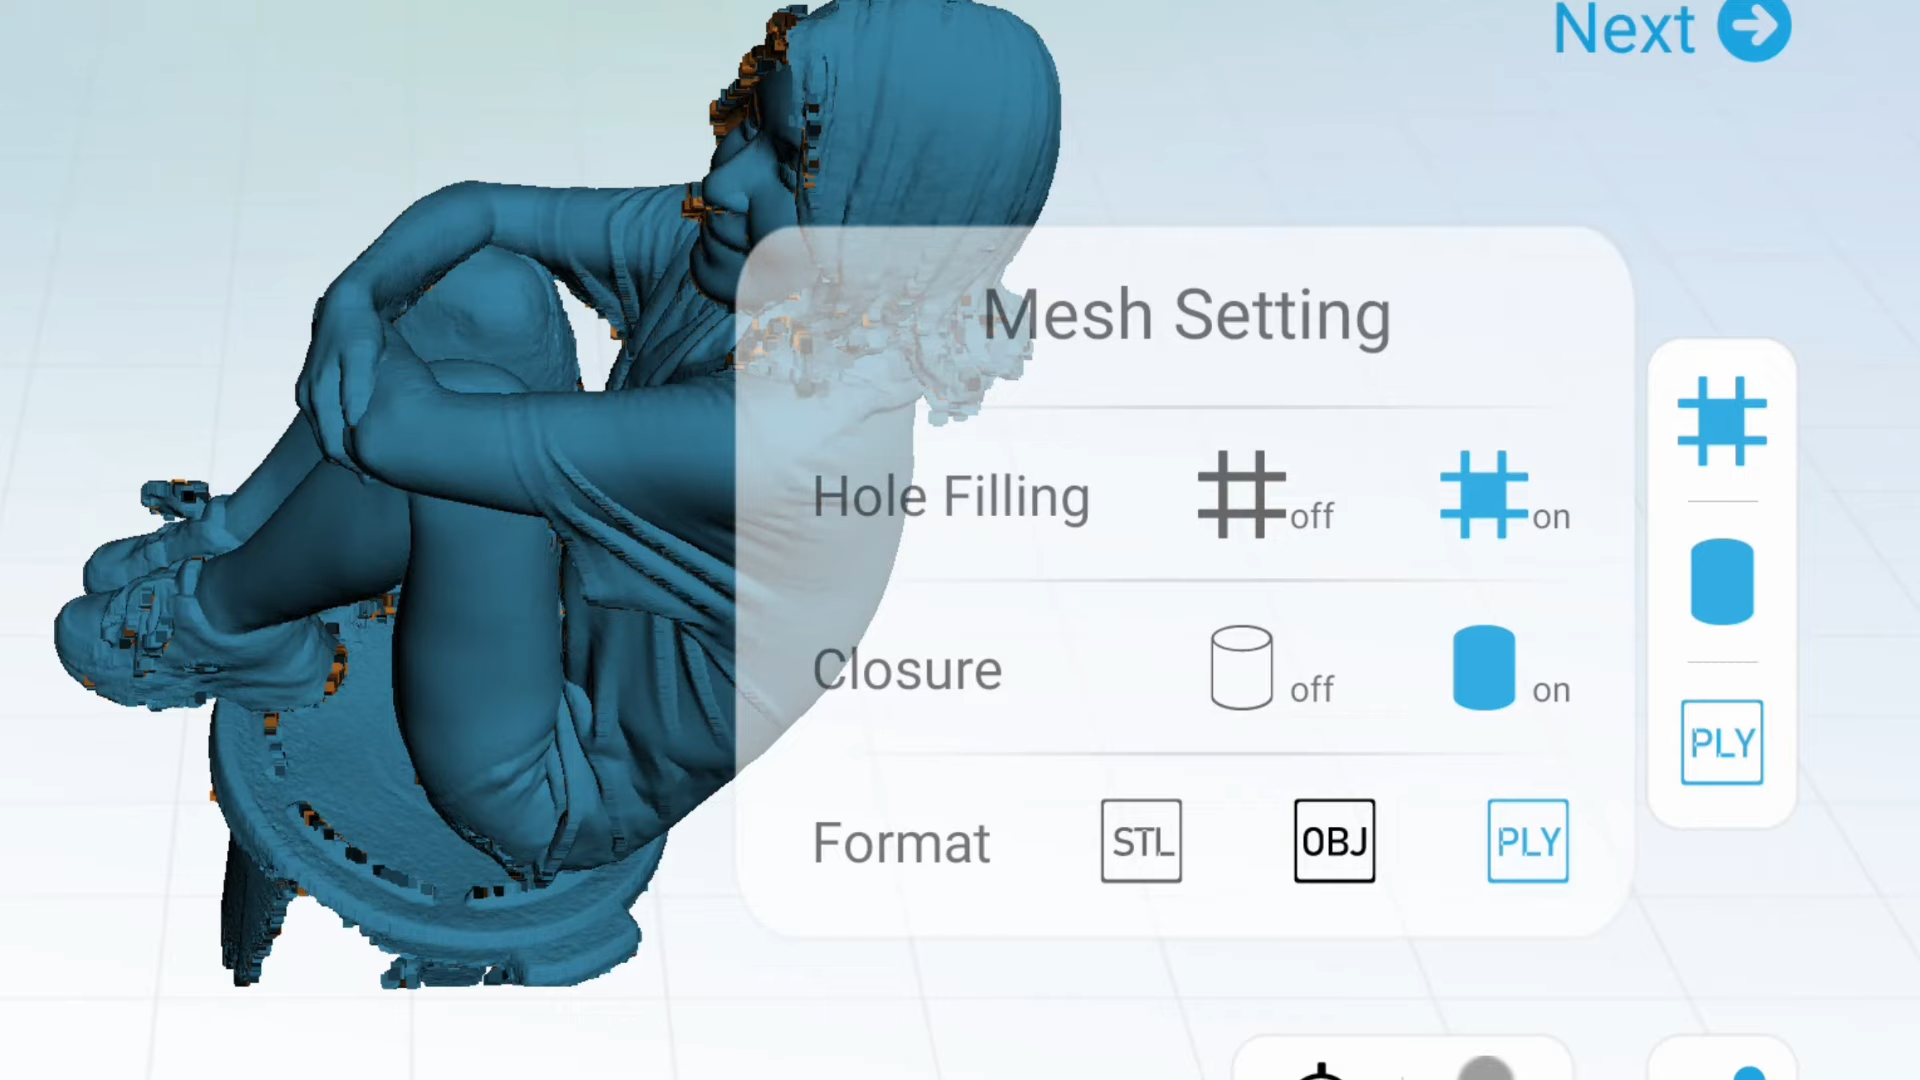 Next
Mesh Setting
Hole Filling off on
Closure off on
PLY
Format STL OBJ PLY